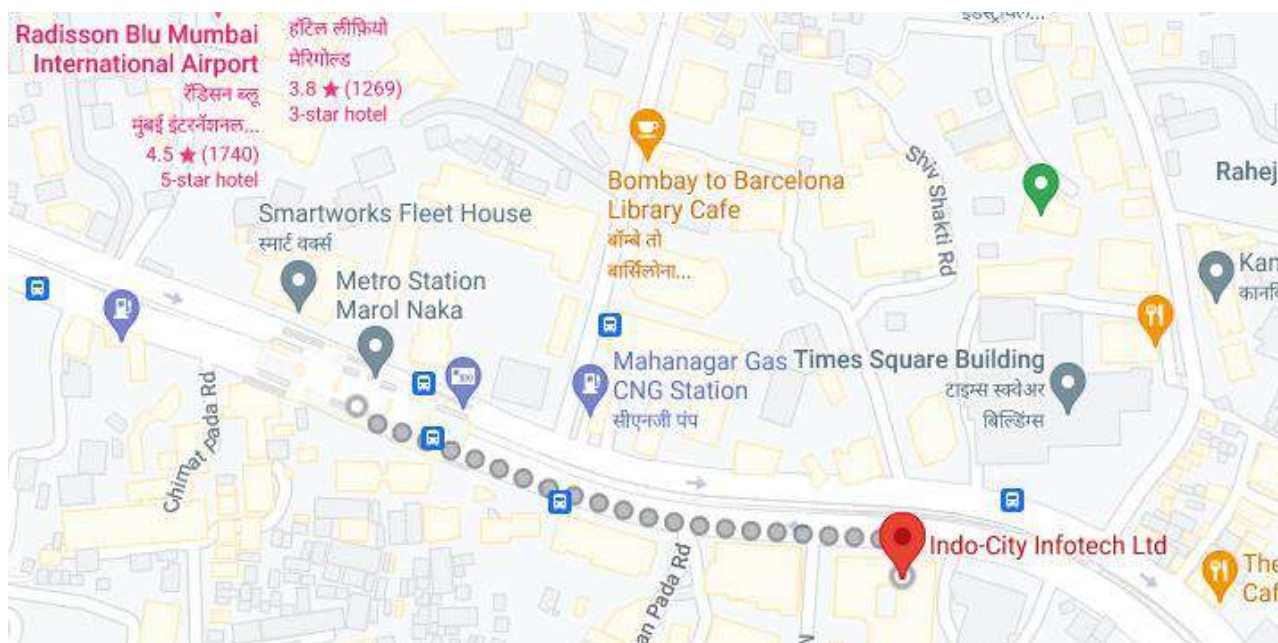 Radisson Blu Mumbai
International Airport
रॅडिसन ब्लू
मुंबई इंटरनॅशनल...
4.5 ★ (1740)
5-star hotel
हॉटेल लीफ़ियो
मेरिगोल्ड
3.8 ★ (1269)
3-star hotel
Bombay to Barcelona
Library Cafe
बॉम्बे तो
बार्सिलोना...
Shiv Shakti Rd
Rahej
Smartworks Fleet House
स्मार्ट वर्क्स
Metro Station
Marol Naka
Kan
Mahanagar Gas
CNG Station
सीएनजी पंप
Times Square Building
टाइम्स स्क्वेअर
बिल्डिंग्स
Chimat Pada Rd
an Pada Rd
Indo-City Infotech Ltd
The
Caf